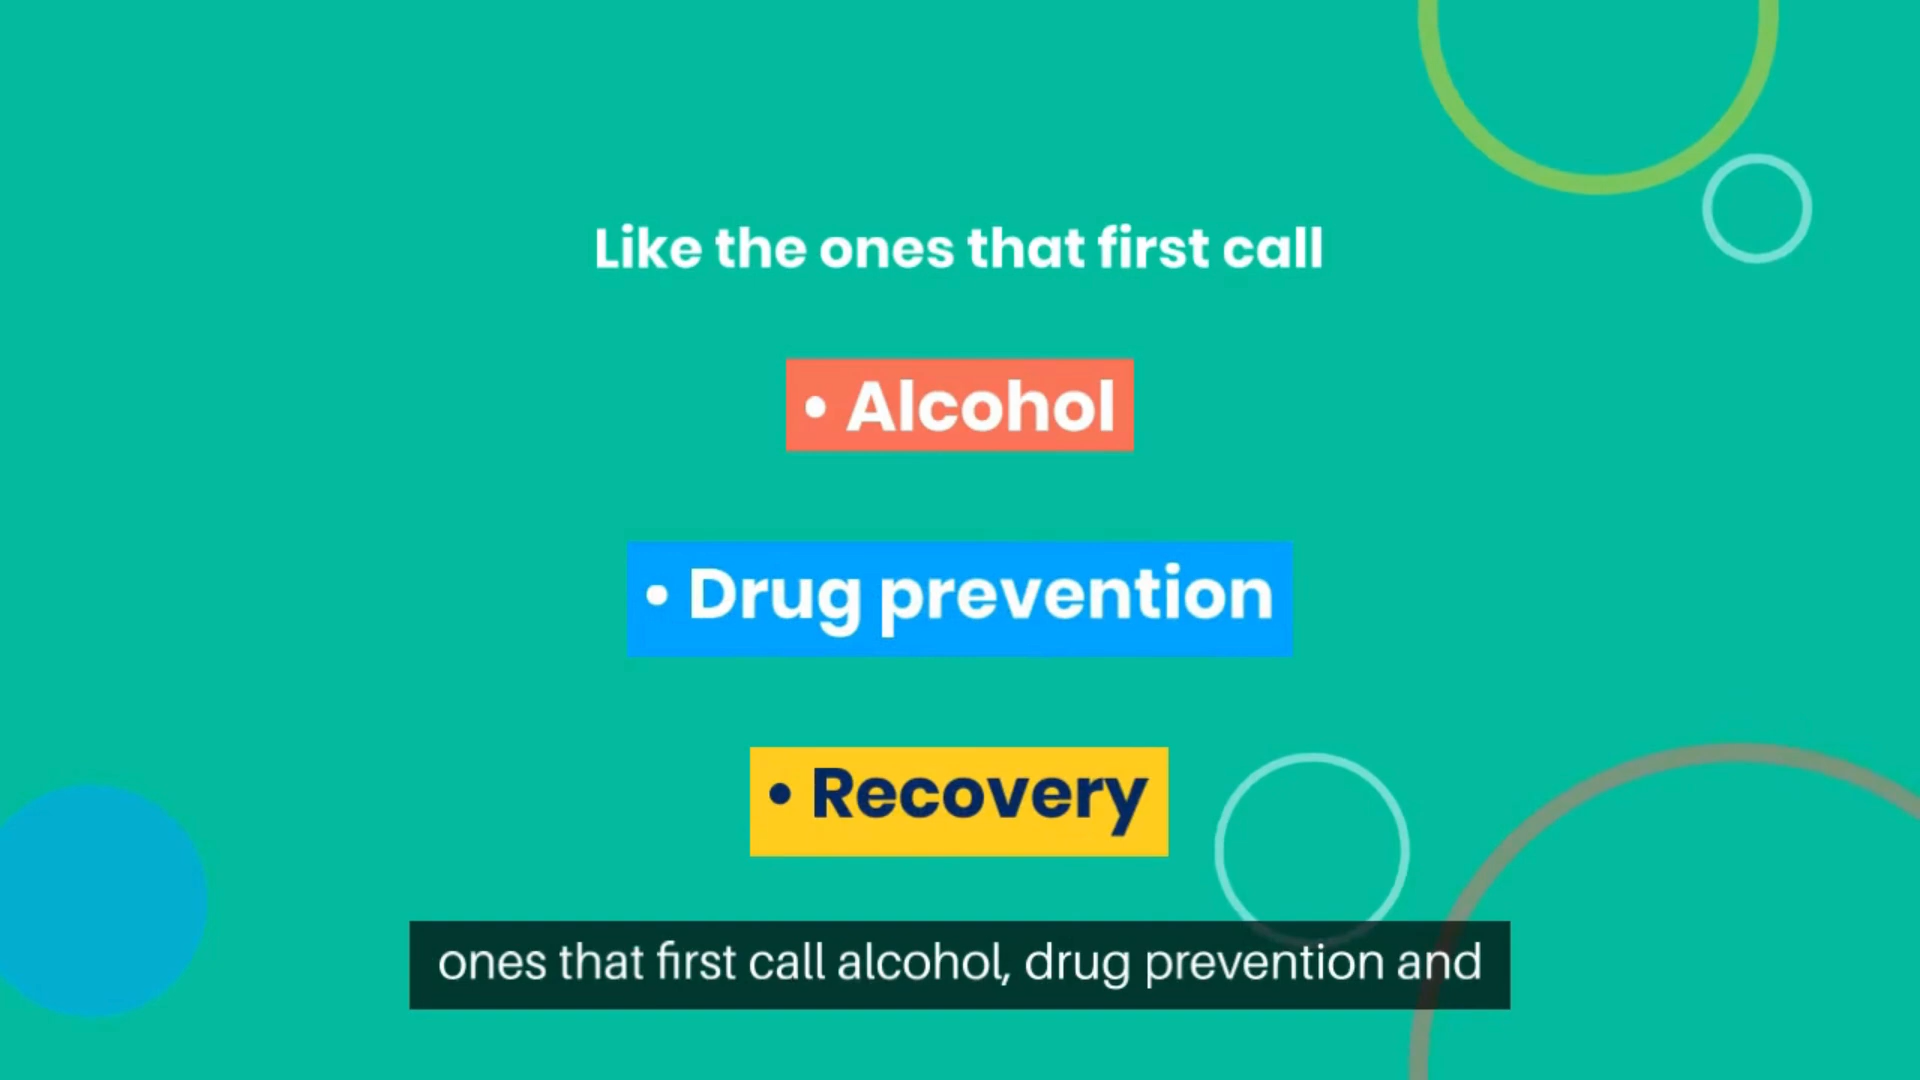 Like the ones that first call
• Alcohol
• Drug prevention
• Recovery
ones that first call alcohol, drug prevention and